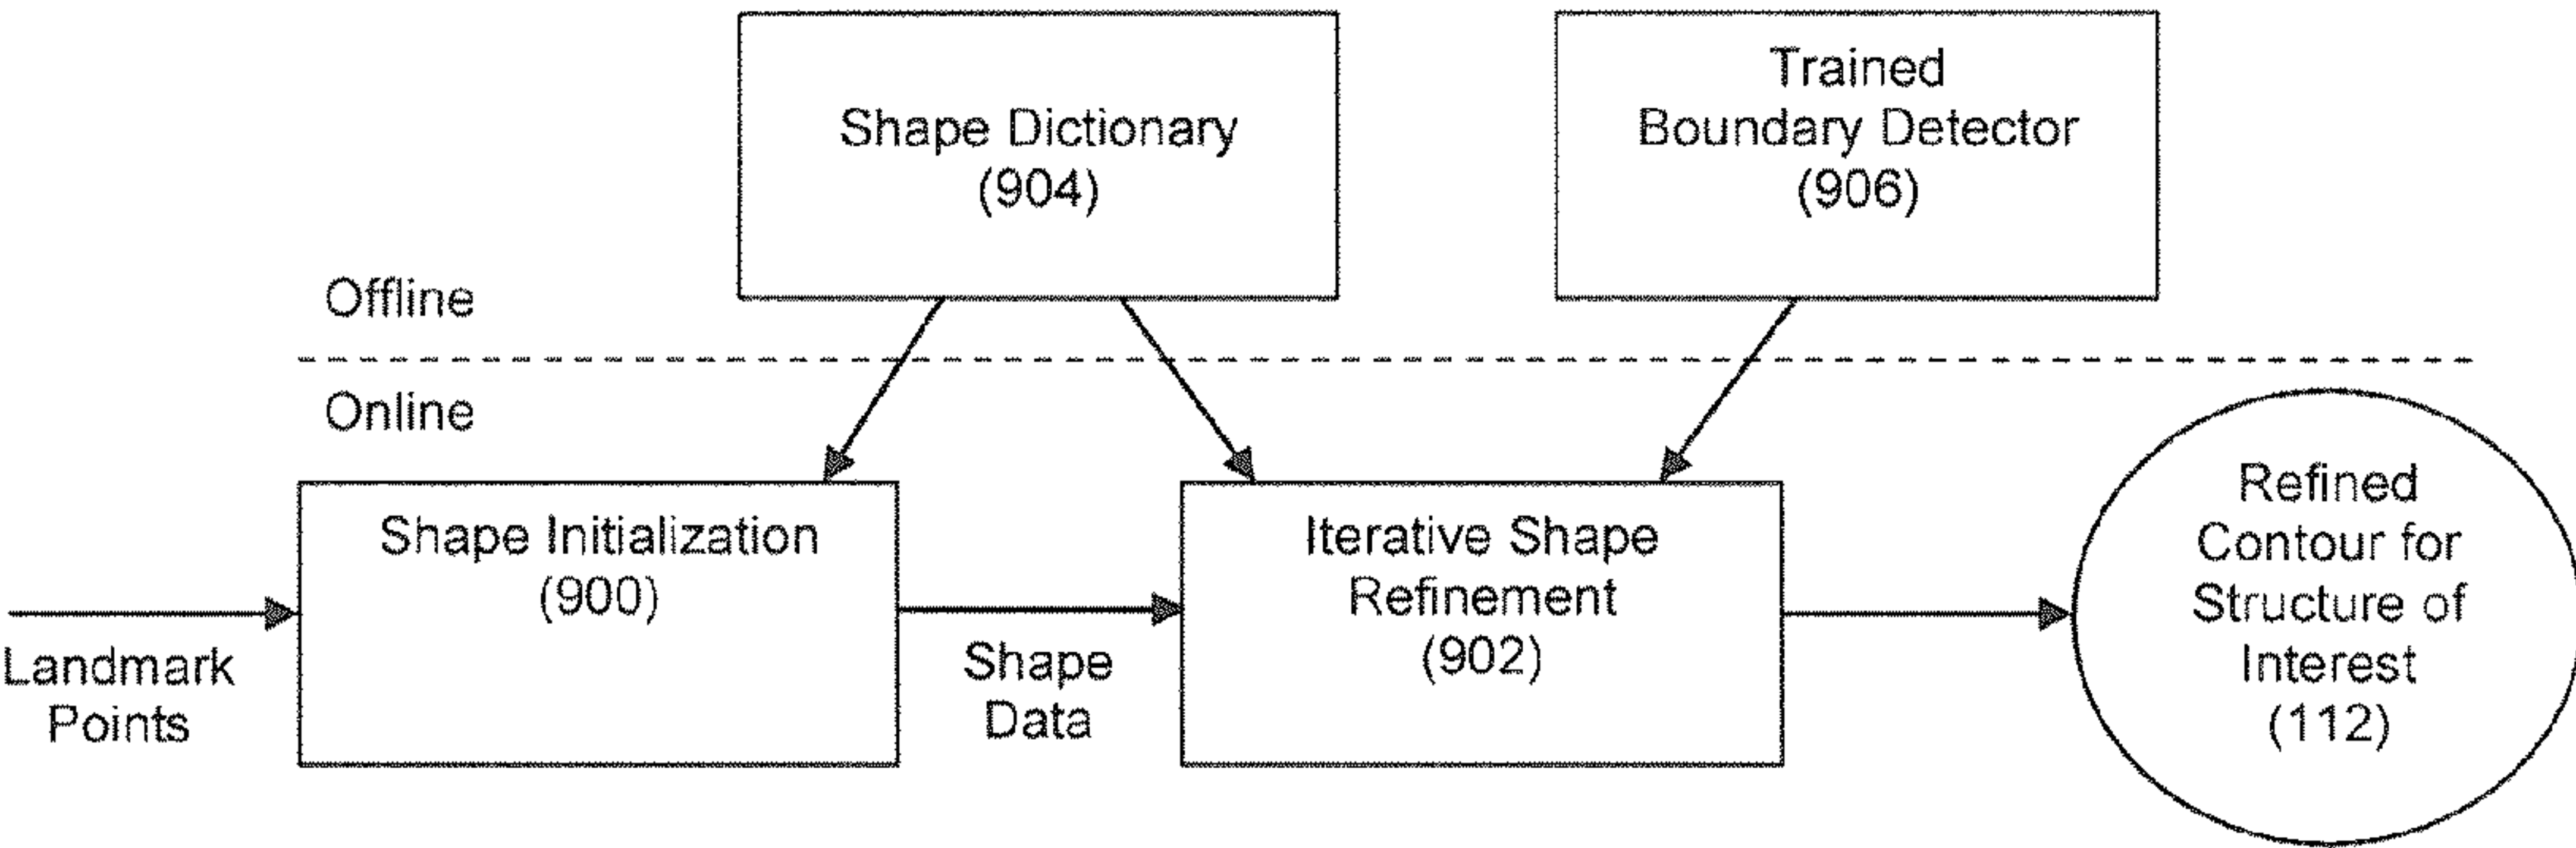 Shape Dictionary
(904)
Trained
Boundary Detector
(906)
Offline
Online
Landmark
Points
Shape Initialization
(900)
Shape
Data
Iterative Shape
Refinement
(902)
Refined
Contour for
Structure of
Interest
(112)